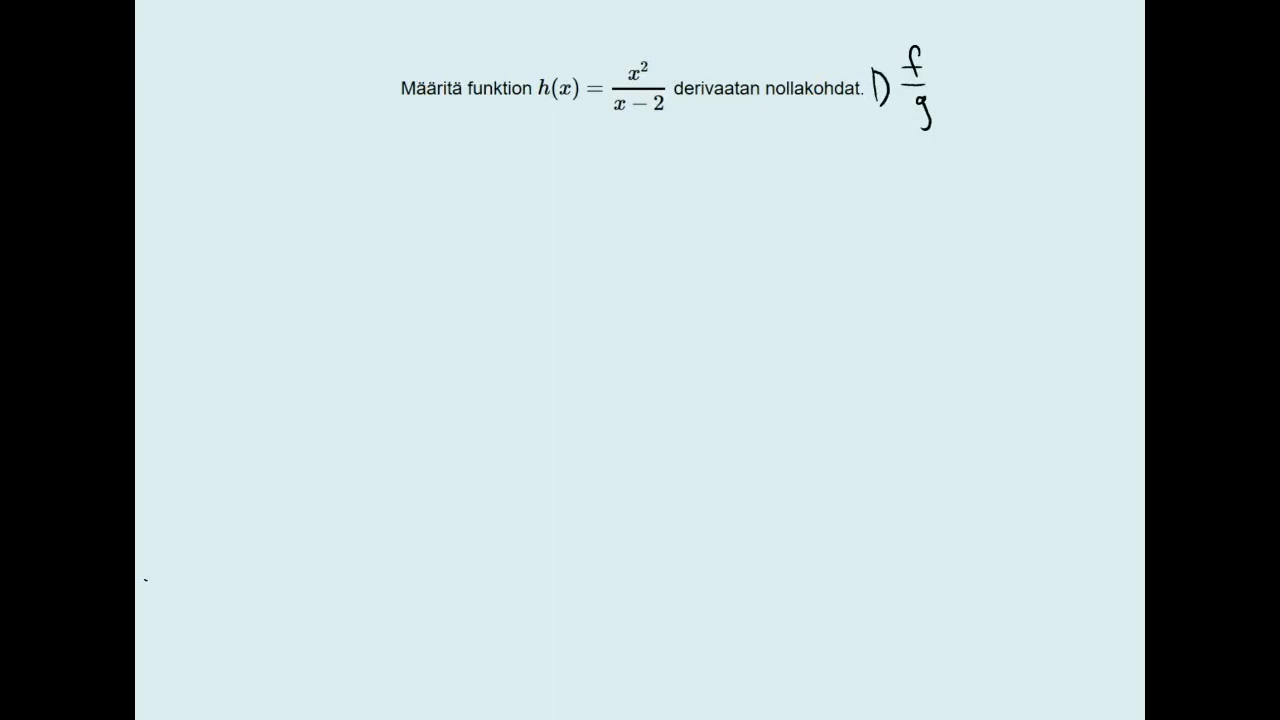 Määritä funktion h(x) = x²/(x − 2) derivaatan nollakohdat. D f/g